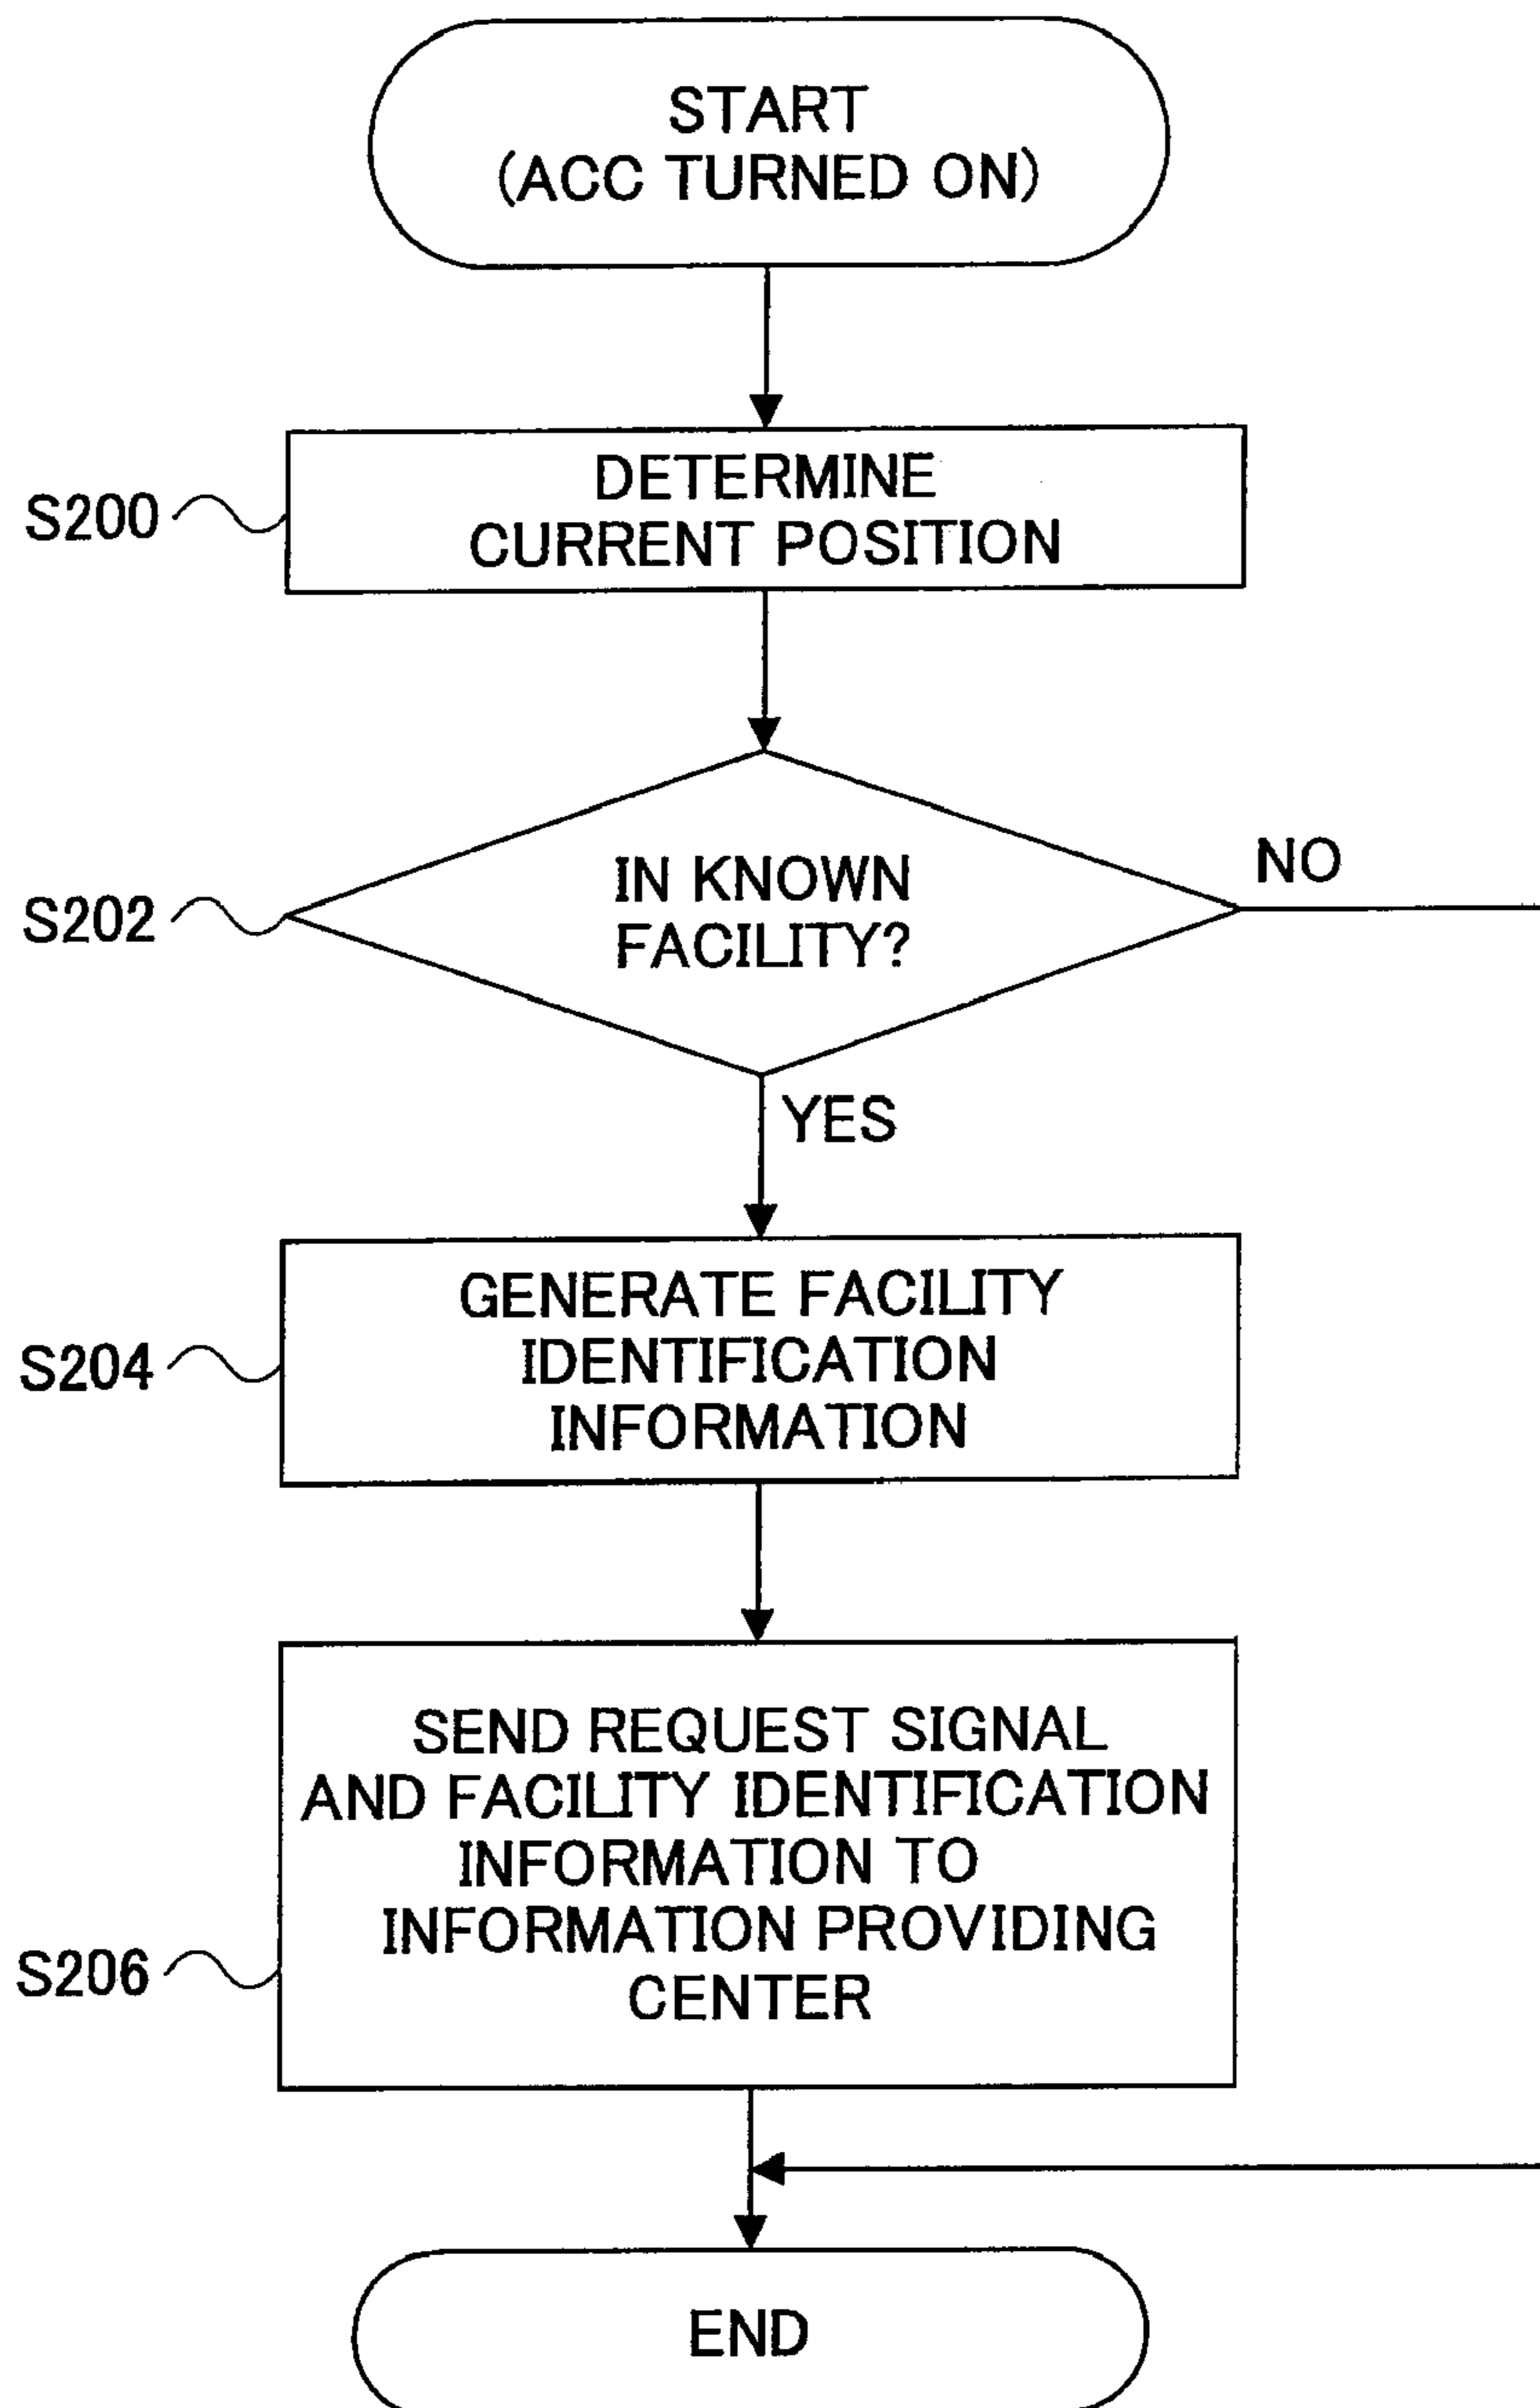 START
(ACC TURNED ON)
S200
DETERMINE
CURRENT POSITION
S202
IN KNOWN
FACILITY?
NO
YES
S204
GENERATE FACILITY
IDENTIFICATION
INFORMATION
S206
SEND REQUEST SIGNAL
AND FACILITY IDENTIFICATION
INFORMATION TO
INFORMATION PROVIDING
CENTER
END